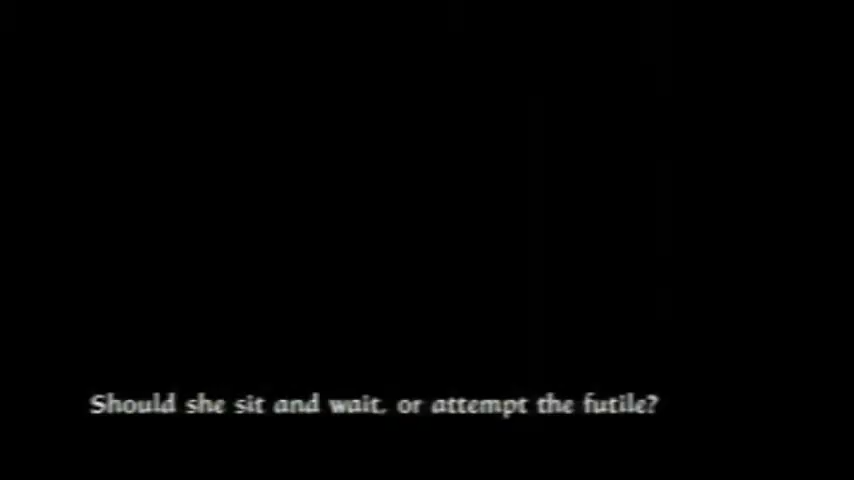 Should she sit and wait, or attempt the futile?